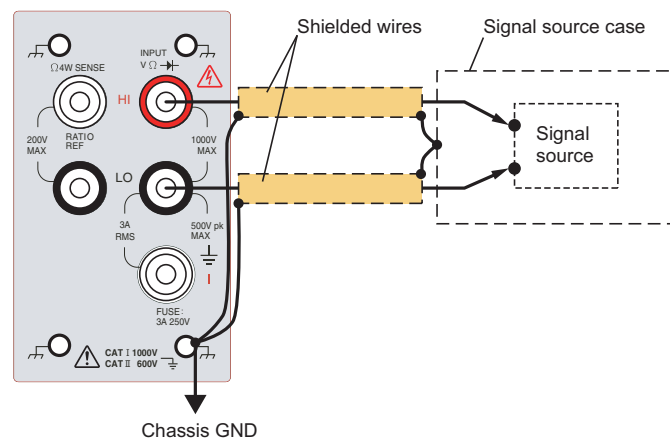 Shielded wires
Signal source case
Ω4W SENSE
INPUT
V Ω
HI
200V
MAX
RATIO
REF
1000V
MAX
Signal
source
LO
3A
RMS
500V pk
MAX
I
FUSE:
3A 250V
CAT I 1000V
CAT II 600V
Chassis GND